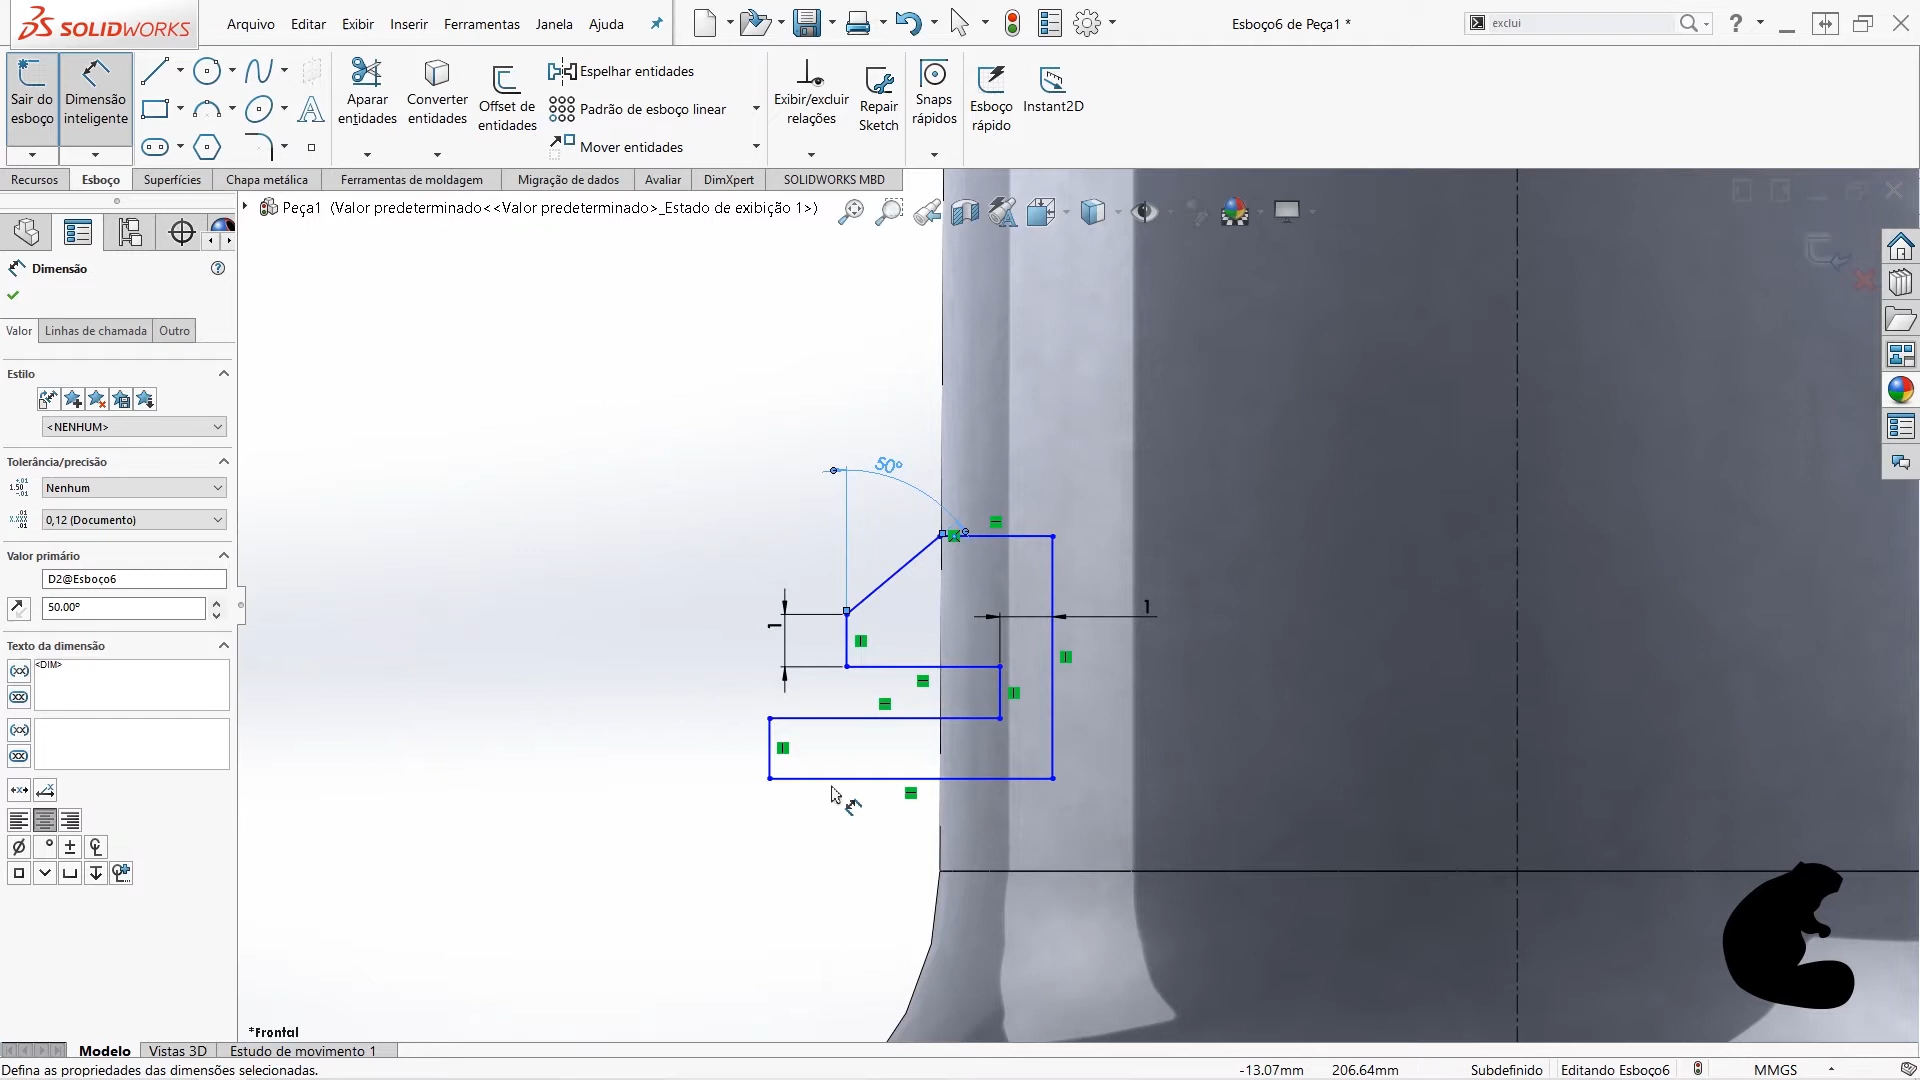 SOLIDWORKS
Arquivo Editar Exibir Inserir Ferramentas Janela Ajuda
Esboço6 de Peça1 *
exclui
Sair do esboço
Dimensão inteligente
Aparar entidades
Converter entidades
Offset de entidades
Espelhar entidades
Padrão de esboço linear
Mover entidades
Exibir/excluir relações
Repair Sketch
Snaps rápidos
Esboço rápido
Instant2D
Recursos Esboço Superfícies Chapa metálica Ferramentas de moldagem Migração de dados Avaliar DimXpert SOLIDWORKS MBD
Peça1 (Valor predeterminado<<Valor predeterminado>_Estado de exibição 1>)
Dimensão
Valor Linhas de chamada Outro
Estilo
<NENHUM>
Tolerância/precisão
Nenhum
0,12 (Documento)
Valor primário
D2@Esboço6
50.00º
Texto da dimensão
<DIM>
50º
1
1
*Frontal
Modelo Vistas 3D Estudo de movimento 1
Defina as propriedades das dimensões selecionadas.
-13.07mm 206.64mm Subdefinido Editando Esboço6 MMGS